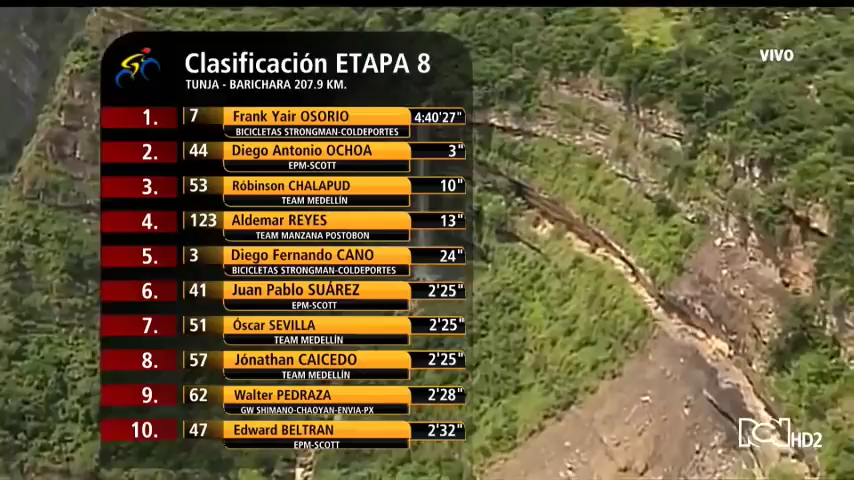 Clasificación ETAPA 8
TUNJA - BARICHARA 207.9 KM.
VIVO
1. 7 Frank Yair OSORIO 4:40'27"
BICICLETAS STRONGMAN-COLDEPORTES
2. 44 Diego Antonio OCHOA 3"
EPM-SCOTT
3. 53 Róbinson CHALAPUD 10"
TEAM MEDELLÍN
4. 123 Aldemar REYES 13"
TEAM MANZANA POSTOBON
5. 3 Diego Fernando CANO 24"
BICICLETAS STRONGMAN-COLDEPORTES
6. 41 Juan Pablo SUÁREZ 2'25"
EPM-SCOTT
7. 51 Óscar SEVILLA 2'25"
TEAM MEDELLÍN
8. 57 Jónathan CAICEDO 2'25"
TEAM MEDELLÍN
9. 62 Walter PEDRAZA 2'28"
GW SHIMANO-CHAOYAN-ENVIA-PX
10. 47 Edward BELTRAN 2'32"
EPM-SCOTT
RCN HD2